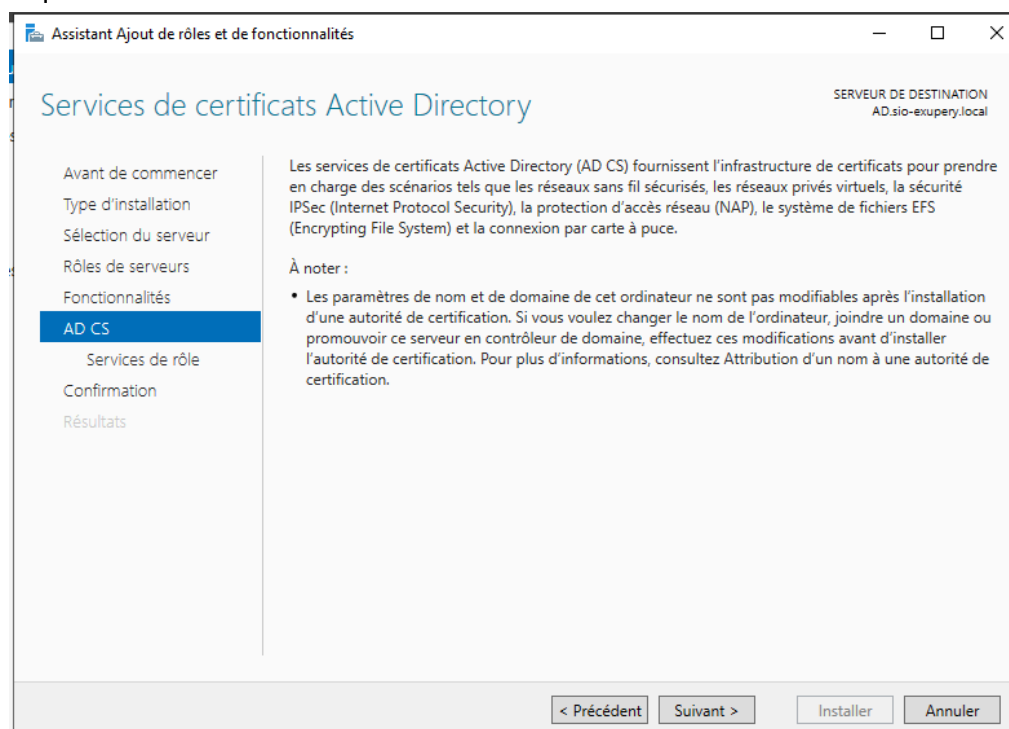 Assistant Ajout de rôles et de fonctionnalités
Services de certificats Active Directory
SERVEUR DE DESTINATION
AD.sio-exupery.local
Avant de commencer
Type d'installation
Sélection du serveur
Rôles de serveurs
Fonctionnalités
AD CS
Services de rôle
Confirmation
Résultats
Les services de certificats Active Directory (AD CS) fournissent l'infrastructure de certificats pour prendre
en charge des scénarios tels que les réseaux sans fil sécurisés, les réseaux privés virtuels, la sécurité
IPSec (Internet Protocol Security), la protection d'accès réseau (NAP), le système de fichiers EFS
(Encrypting File System) et la connexion par carte à puce.
À noter :
• Les paramètres de nom et de domaine de cet ordinateur ne sont pas modifiables après l'installation
d'une autorité de certification. Si vous voulez changer le nom de l'ordinateur, joindre un domaine ou
promouvoir ce serveur en contrôleur de domaine, effectuez ces modifications avant d'installer
l'autorité de certification. Pour plus d'informations, consultez Attribution d'un nom à une autorité de
certification.
< Précédent
Suivant >
Installer
Annuler